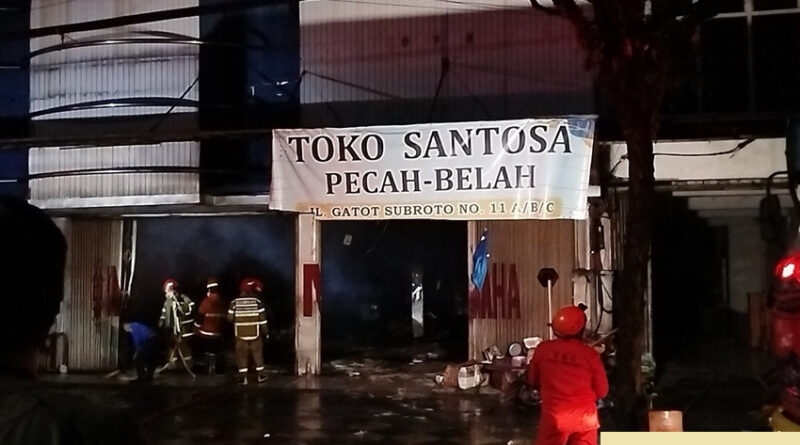 TOKO SANTOSA
PECAH-BELAH
JL. GATOT SUBROTO NO. 11 A/B/C